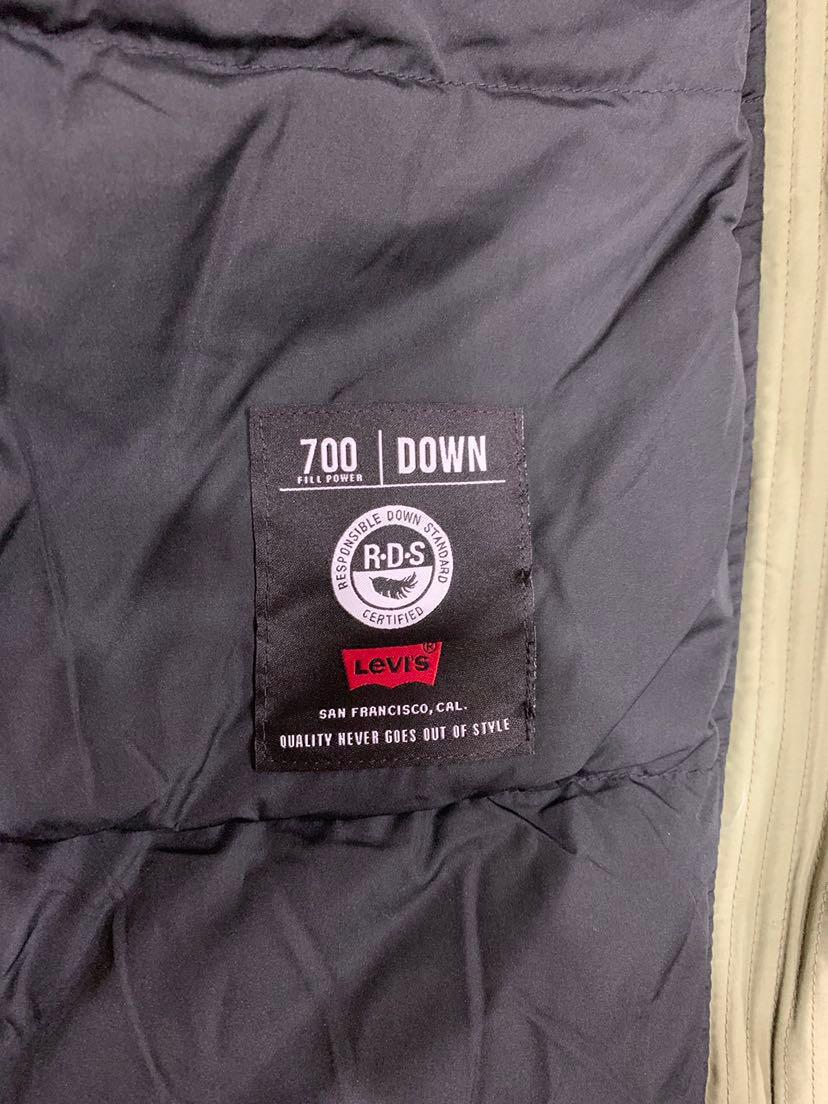 700 | DOWN
FILL POWER
RESPONSIBLE DOWN STANDARD
R·D·S
CERTIFIED
LEVI'S®
SAN FRANCISCO, CAL.
QUALITY NEVER GOES OUT OF STYLE